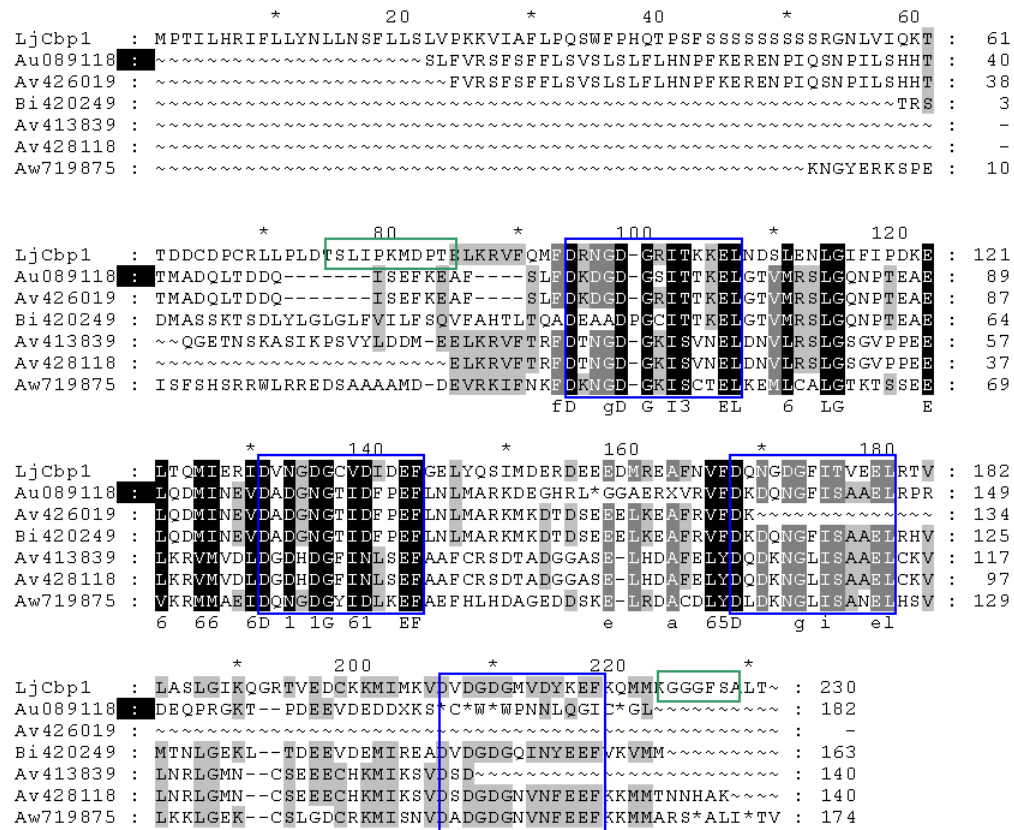 * 20 * 40 * 60
LjCbp1 : MPTILHRIFLLYNLLNSFLLSLVPKKVIAFLPQSWFPHQTPSFSSSSSSSSSRGNLVIQKT : 61
Au089118 : ~~~~~~~~~~~~~~~~~~~~~SLFVRSFSFFLSVSLSLFLHNPFKERENPIQSNPILSHHT : 40
Av426019 : ~~~~~~~~~~~~~~~~~~~~~~~FVRSFSFFLSVSLSLFLHNPFKERENPIQSNPILSHHT : 38
Bi420249 : ~~~~~~~~~~~~~~~~~~~~~~~~~~~~~~~~~~~~~~~~~~~~~~~~~~~~~~~~~~TRS : 3
Av413839 : ~~~~~~~~~~~~~~~~~~~~~~~~~~~~~~~~~~~~~~~~~~~~~~~~~~~~~~~~~~~~~ : -
Av428118 : ~~~~~~~~~~~~~~~~~~~~~~~~~~~~~~~~~~~~~~~~~~~~~~~~~~~~~~~~~~~~~ : -
Aw719875 : ~~~~~~~~~~~~~~~~~~~~~~~~~~~~~~~~~~~~~~~~~~~~~~~~~~~KNGYERKSPE : 10
* 80 * 100 * 120
LjCbp1 : TDDCDPCRLLPLDTSLIPKMDPTELKRVFQMFDRNGD-GRITKKELNDSLENLGIFIPDKE : 121
Au089118 : TMADQLTDDQ------ISEFKEAF----SLFDKDGD-GSITTKELGTVMRSLGQNPTEAE : 89
Av426019 : TMADQLTDDQ------ISEFKEAF----SLFDKDGD-GRITTKELGTVMRSLGQNPTEAE : 87
Bi420249 : DMASSKTSDLYLGLGLFVILFSQVFAHTLTQADEAADPGCITTKELGTVMRSLGQNPTEAE : 64
Av413839 : ~~QGETNSKASIKPSVYLDDM-EELKRVFTRFDTNGD-GKISVNELDNVLRSLGSGVPPEE : 57
Av428118 : ~~~~~~~~~~~~~~~~~~~~~~~ELKRVFTRFDTNGD-GKISVNELDNVLRSLGSGVPPEE : 37
Aw719875 : ISFSHSRRWLRREDSAAAAMD-DEVRKIFNKFDKNGD-GKISCTELKEMLCALGTKTSSEE : 69
fD gD G I3 EL 6 LG E
* 140 * 160 * 180
LjCbp1 : LTQMIERIDVNGDGCVDIDEFGELYQSIMDERDEEEDMREAFNVFDQNGDGFITVEELRTV : 182
Au089118 : LQDMINEVDADGNGTIDFPEFLNLMARKDEGHRL*GGAERXVRVFDKDQNGFISAAELRPR : 149
Av426019 : LQDMINEVDADGNGTIDFPEFLNLMARKMKDTDSEEELKEAFRVFDK~~~~~~~~~~~~~~ : 134
Bi420249 : LQDMINEVDADGNGTIDFPEFLNLMARKMKDTDSEEELKEAFRVFDKDQNGFISAAELRHV : 125
Av413839 : LKRVMVDLDGDHDGFINLSEFAAFCRSDTADGGASE-LHDAFELYDQDKNGLISAAELCKV : 117
Av428118 : LKRVMVDLDGDHDGFINLSEFAAFCRSDTADGGASE-LHDAFELYDQDKNGLISAAELCKV : 97
Aw719875 : VKRMMAEIDQNGDGYIDLKEFAEFHLHDAGEDDSKE-LRDACDLYDLDKNGLISANELHSV : 129
6 66 6D 1 1G 61 EF e a 65D g i el
* 200 * 220 *
LjCbp1 : LASLGIKQGRTVEDCKKMIMKVDVDGDGMVDYKEFKQMMKGGGFSALT~ : 230
Au089118 : DEQPRGKT--PDEEVDEDDXKS*C*W*WPNNLQGIC*GL~~~~~~~~~~ : 182
Av426019 : ~~~~~~~~~~~~~~~~~~~~~~~~~~~~~~~~~~~~~~~~~~~~~~~~~ : -
Bi420249 : MTNLGEKL--TDEEVDEMIREADVDGDGQINYEEFVKVMM~~~~~~~~~ : 163
Av413839 : LNRLGMN--CSEEECHKMIKSVDSD~~~~~~~~~~~~~~~~~~~~~~~~ : 140
Av428118 : LNRLGMN--CSEEECHKMIKSVDSDGDGNVNFEEFKKMMTNNHAK~~~~ : 140
Aw719875 : LKKLGEK--CSLGDCRKMISNVDADGDGNVNFEEFKKMMARS*ALI*TV : 174